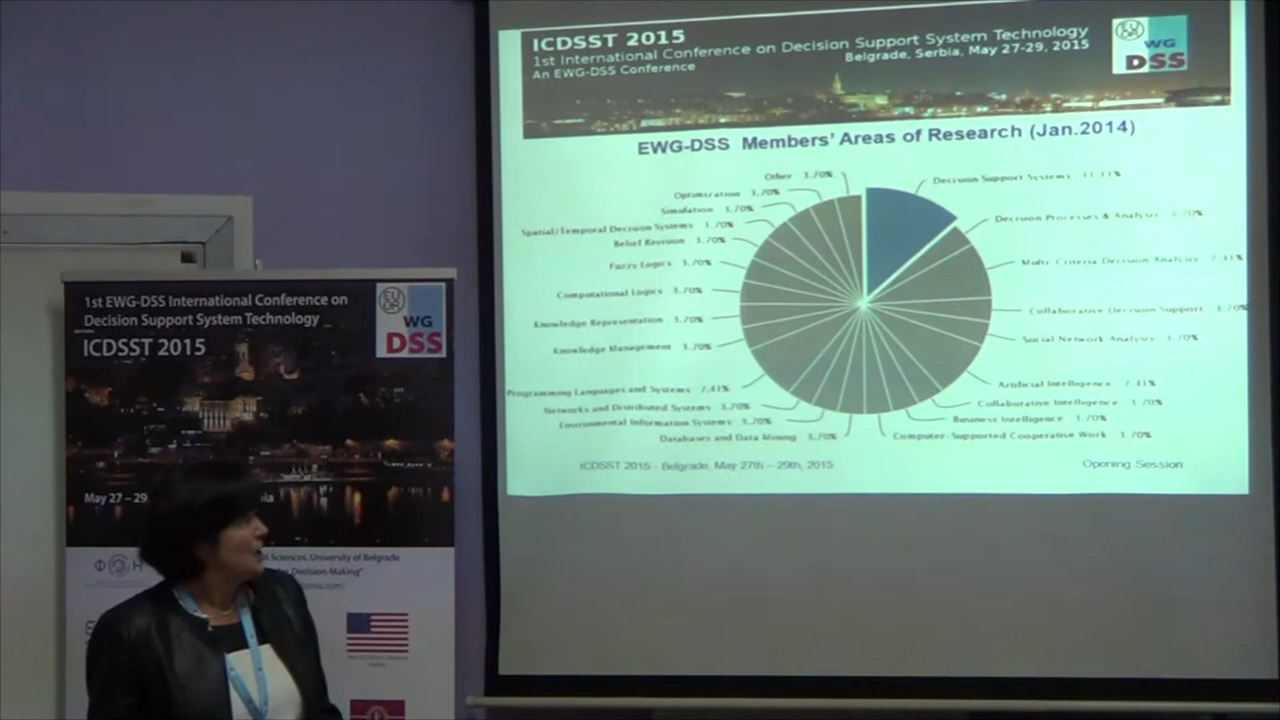 ICDSST 2015
1st International Conference on Decision Support System Technology
Belgrade, Serbia, May 27-29, 2015
An EWG-DSS Conference
WG
DSS
EWG-DSS Members' Areas of Research (Jan.2014)
Other 3.70%
Optimization 3.70%
Simulation 3.70%
Spatial/Temporal Decision Systems 3.70%
Belief Revision 3.70%
Fuzzy Logics 3.70%
Computational Logics 3.70%
Knowledge Representation 3.70%
Knowledge Management 3.70%
Programming Languages and Systems 7.41%
Networks and Distributed Systems 3.70%
Environmental Information Systems 3.70%
Databases and Data Mining 3.70%
Decision Support Systems 11.11%
Decision Processes & Analysis 3.70%
Multi-Criteria Decision Analysis 7.41%
Collaborative Decision Support 3.70%
Social Network Analysis 3.70%
Artificial Intelligence 7.41%
Collaborative Intelligence 3.70%
Business Intelligence 3.70%
Computer-Supported Cooperative Work 3.70%
ICDSST 2015 - Belgrade, May 27th – 29th, 2015
Opening Session
1st EWG-DSS International Conference on
Decision Support System Technology
ICDSST 2015
WG
DSS
May 27 – 29
Sciences, University of Belgrade
Decision-Making"